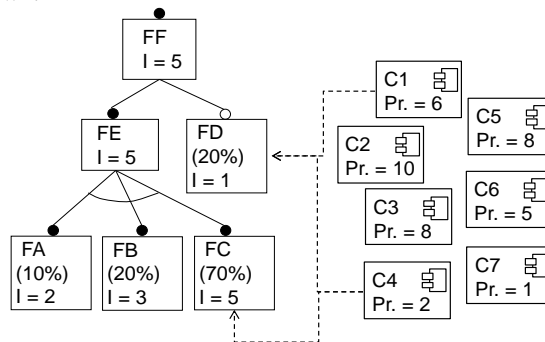 FF
I = 5
FE
I = 5
FD
(20%)
I = 1
FA
(10%)
I = 2
FB
(20%)
I = 3
FC
(70%)
I = 5
C1
Pr. = 6
C2
Pr. = 10
C3
Pr. = 8
C4
Pr. = 2
C5
Pr. = 8
C6
Pr. = 5
C7
Pr. = 1